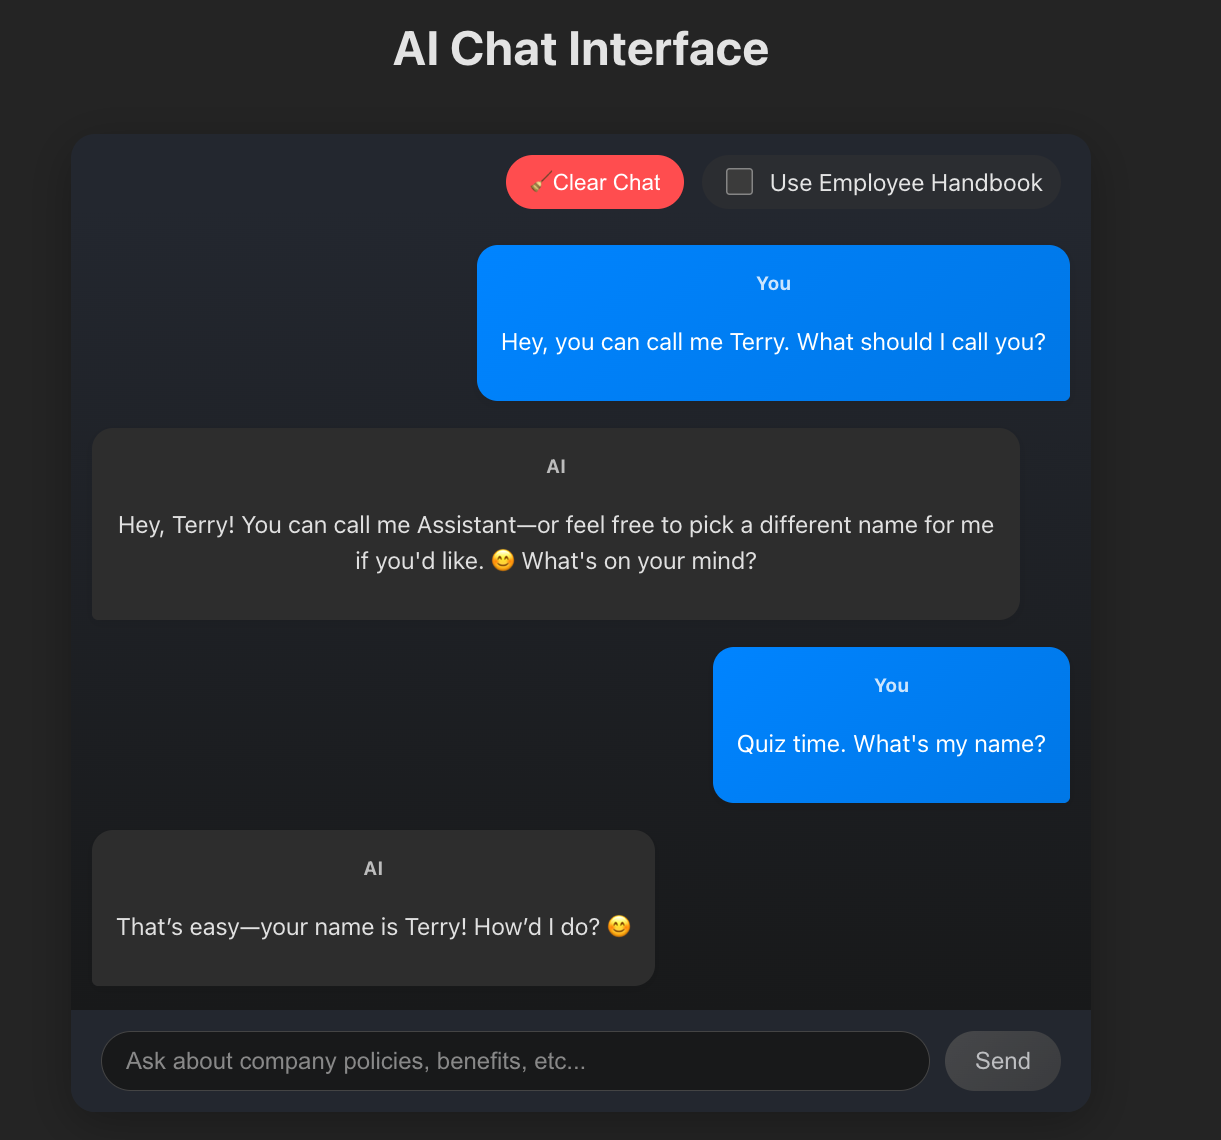 AI Chat Interface
🧹Clear Chat
Use Employee Handbook
You
Hey, you can call me Terry. What should I call you?
AI
Hey, Terry! You can call me Assistant—or feel free to pick a different name for me
if you'd like. 😊 What's on your mind?
You
Quiz time. What's my name?
AI
That’s easy—your name is Terry! How’d I do? 😊
Ask about company policies, benefits, etc...
Send